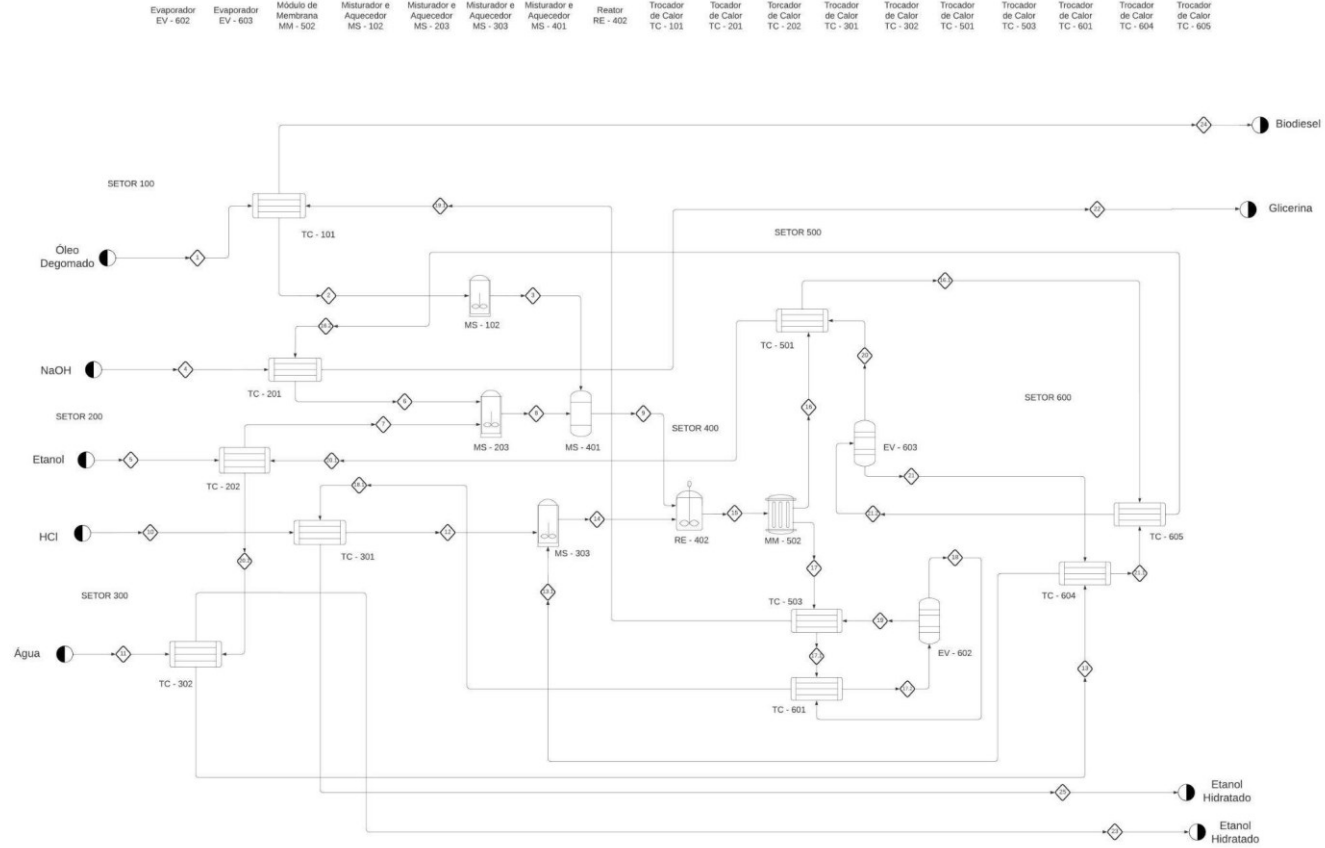 Evaporador
EV - 602
Evaporador
EV - 603
Módulo de
Membrana
MM - 502
Misturador e
Aquecedor
MS - 102
Misturador e
Aquecedor
MS - 203
Misturador e
Aquecedor
MS - 303
Misturador e
Aquecedor
MS - 401
Reator
RE - 402
Trocador
de Calor
TC - 101
Tocador
de Calor
TC - 201
Torcador
de Calor
TC - 202
Trocador
de Calor
TC - 301
Trocador
de Calor
TC - 302
Trocador
de Calor
TC - 501
Trocador
de Calor
TC - 503
Trocador
de Calor
TC - 601
Trocador
de Calor
TC - 604
Trocador
de Calor
TC - 605
24
Biodiesel
SETOR 100
22
Glicerina
TC - 101
SETOR 500
Óleo
Degomado
1
2
3
MS - 102
TC - 501
20
NaOH
4
TC - 201
SETOR 600
6
16
SETOR 200
7
8
9
SETOR 400
MS - 203
MS - 401
EV - 603
Etanol
5
21
TC - 202
HCl
10
12
14
15
RE - 402
MM - 502
TC - 605
TC - 301
MS - 303
17
TC - 604
SETOR 300
TC - 503
EV - 602
Água
11
13
TC - 302
TC - 601
25
Etanol
Hidratado
23
Etanol
Hidratado